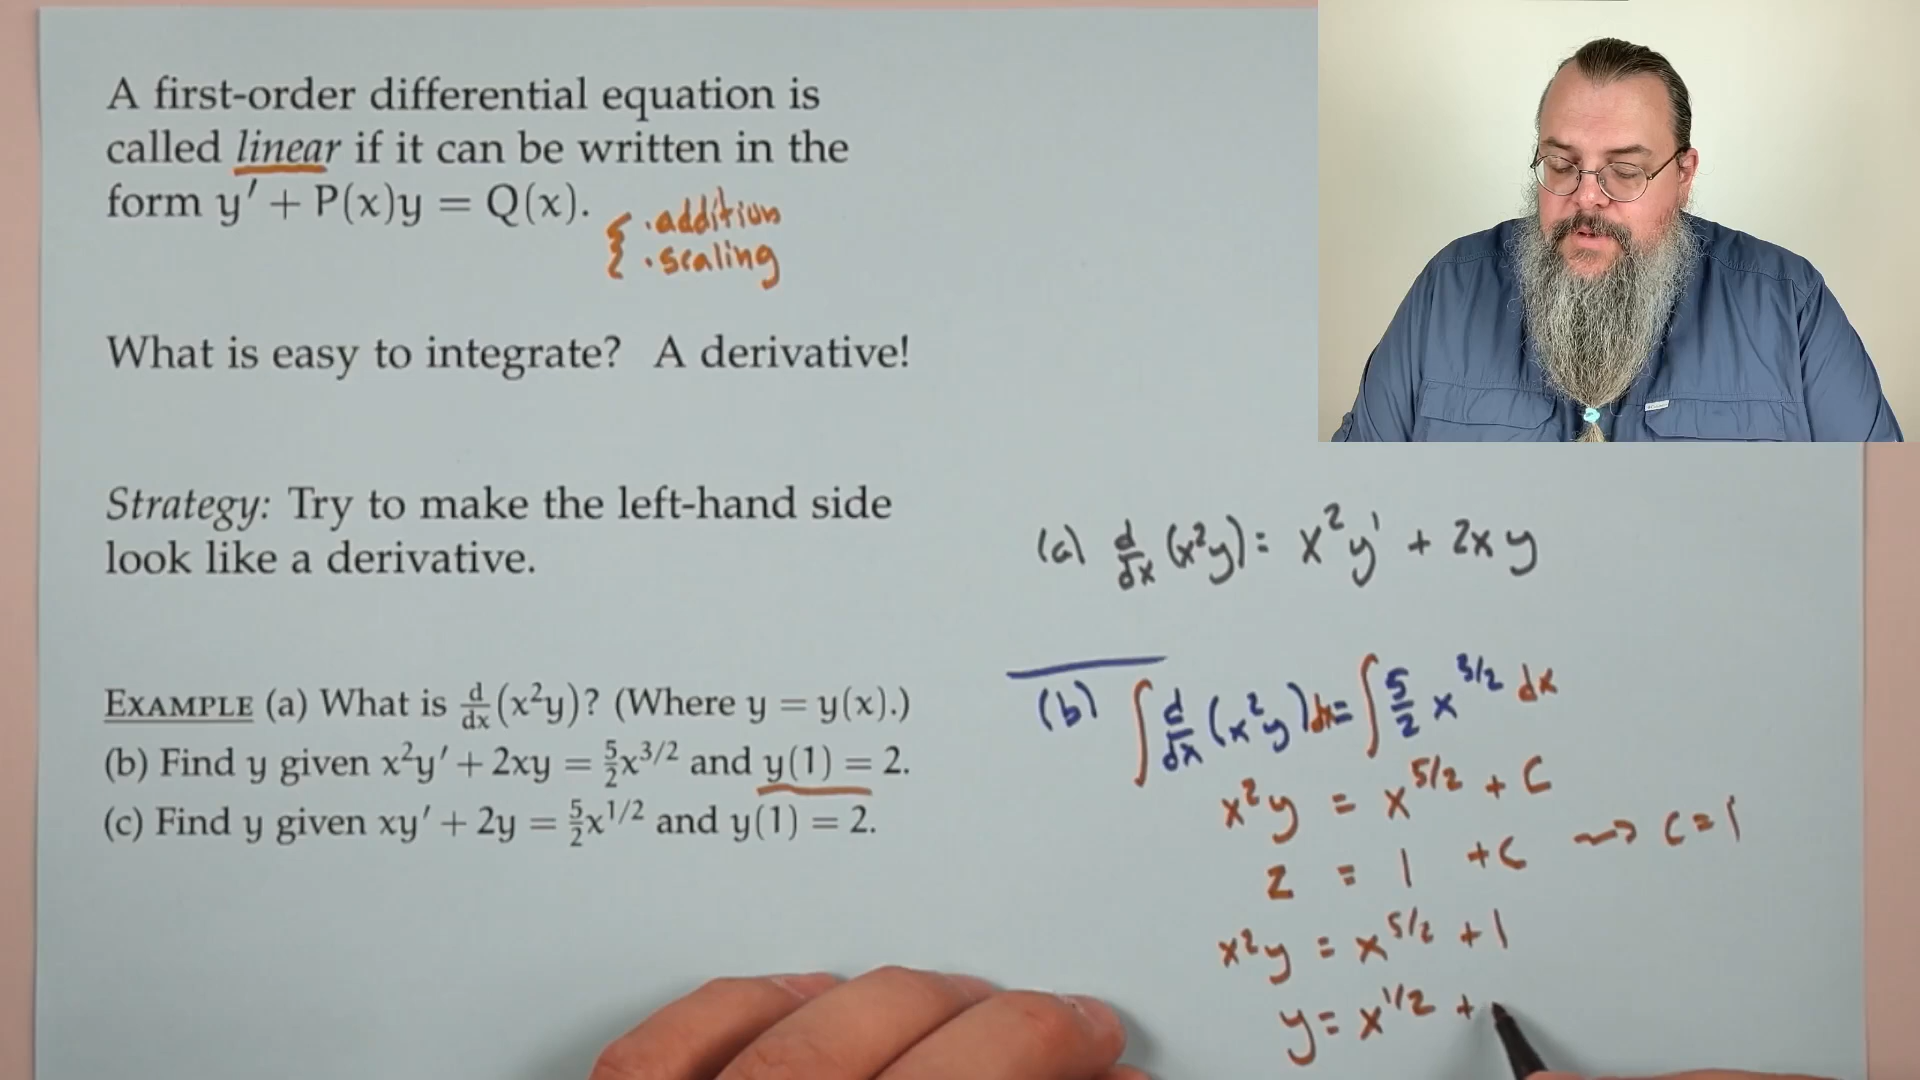 A first-order differential equation is
called linear if it can be written in the
form y′ + P(x)y = Q(x).
{ · addition
· scaling
What is easy to integrate? A derivative!
Strategy: Try to make the left-hand side
look like a derivative.
EXAMPLE (a) What is d/dx(x²y)? (Where y = y(x).)
(b) Find y given x²y′ + 2xy = 5/2x^3/2 and y(1) = 2.
(c) Find y given xy′ + 2y = 5/2x^1/2 and y(1) = 2.
(a) d/dx (x²y) = x²y′ + 2xy
(b) ∫ d/dx (x²y) dx = ∫ 5/2 x^3/2 dx
x²y = x^5/2 + C
2 = 1 + C ⇝ C = 1
x²y = x^5/2 + 1
y = x^1/2 +